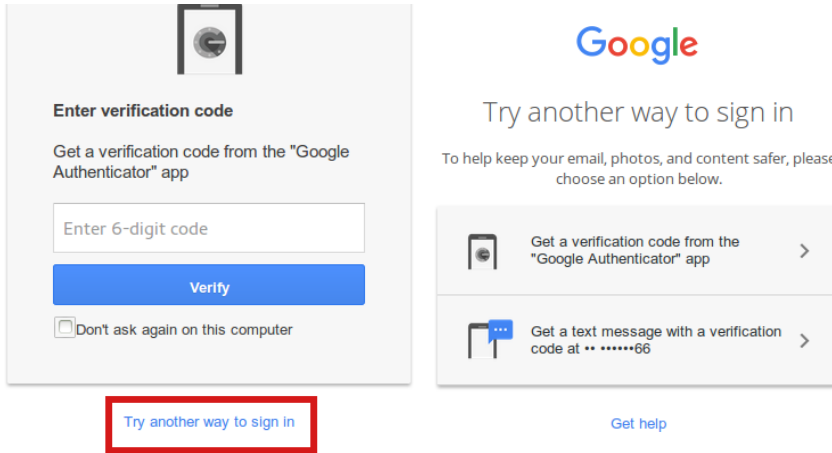 Enter verification code
Get a verification code from the "Google
Authenticator" app
Enter 6-digit code
Verify
Don't ask again on this computer
Try another way to sign in
Google
Try another way to sign in
To help keep your email, photos, and content safer, please
choose an option below.
Get a verification code from the
"Google Authenticator" app
Get a text message with a verification
code at •• ••••••66
Get help